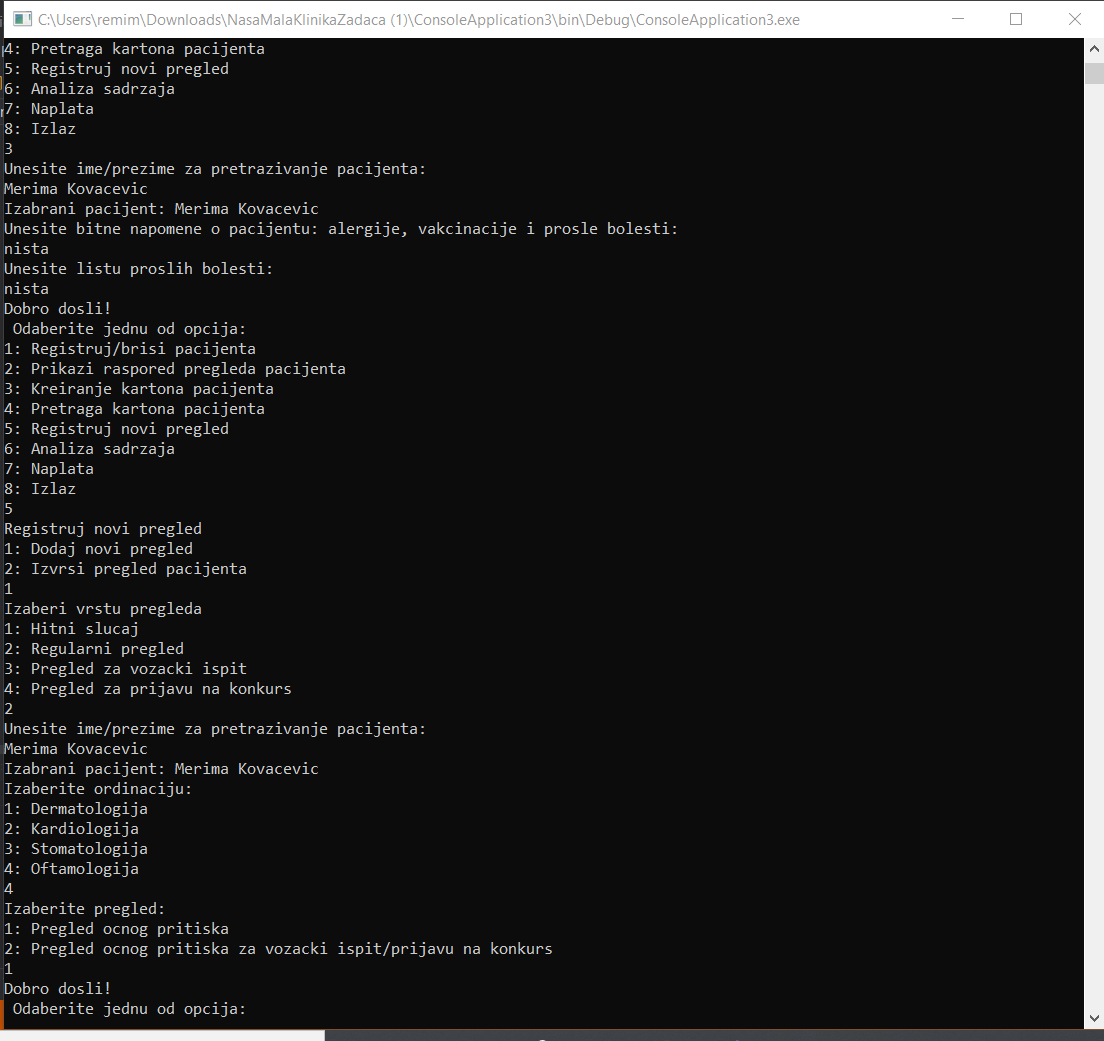 C:\Users\remim\Downloads\NasaMalaKlinikaZadaca (1)\ConsoleApplication3\bin\Debug\ConsoleApplication3.exe
4: Pretraga kartona pacijenta
5: Registruj novi pregled
6: Analiza sadrzaja
7: Naplata
8: Izlaz
3
Unesite ime/prezime za pretrazivanje pacijenta:
Merima Kovacevic
Izabrani pacijent: Merima Kovacevic
Unesite bitne napomene o pacijentu: alergije, vakcinacije i prosle bolesti:
nista
Unesite listu proslih bolesti:
nista
Dobro dosli!
 Odaberite jednu od opcija:
1: Registruj/brisi pacijenta
2: Prikazi raspored pregleda pacijenta
3: Kreiranje kartona pacijenta
4: Pretraga kartona pacijenta
5: Registruj novi pregled
6: Analiza sadrzaja
7: Naplata
8: Izlaz
5
Registruj novi pregled
1: Dodaj novi pregled
2: Izvrsi pregled pacijenta
1
Izaberi vrstu pregleda
1: Hitni slucaj
2: Regularni pregled
3: Pregled za vozacki ispit
4: Pregled za prijavu na konkurs
2
Unesite ime/prezime za pretrazivanje pacijenta:
Merima Kovacevic
Izabrani pacijent: Merima Kovacevic
Izaberite ordinaciju:
1: Dermatologija
2: Kardiologija
3: Stomatologija
4: Oftamologija
4
Izaberite pregled:
1: Pregled ocnog pritiska
2: Pregled ocnog pritiska za vozacki ispit/prijavu na konkurs
1
Dobro dosli!
 Odaberite jednu od opcija: